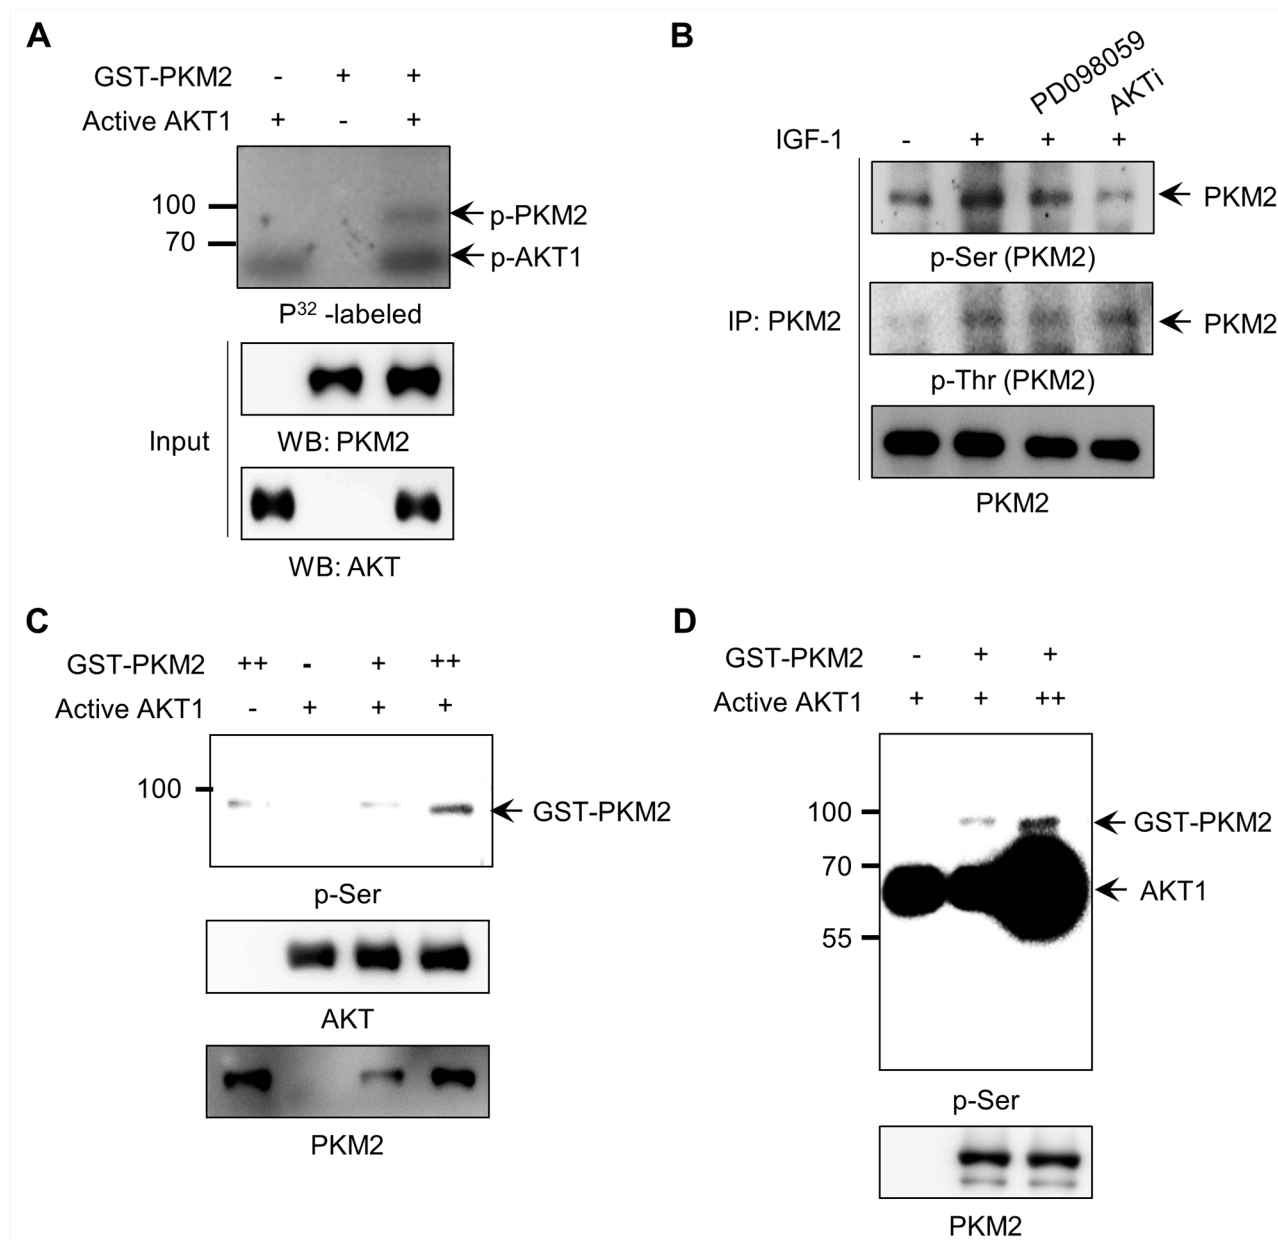 A
GST-PKM2 - + +
Active AKT1 + - +
100
70
p-PKM2
p-AKT1
P32 -labeled
Input
WB: PKM2
WB: AKT
B
PD098059
AKTi
IGF-1 - + + +
PKM2
p-Ser (PKM2)
IP: PKM2
PKM2
p-Thr (PKM2)
PKM2
C
GST-PKM2 ++ - + ++
Active AKT1 - + + +
100
GST-PKM2
p-Ser
AKT
PKM2
D
GST-PKM2 - + +
Active AKT1 + + ++
100
70
55
GST-PKM2
AKT1
p-Ser
PKM2